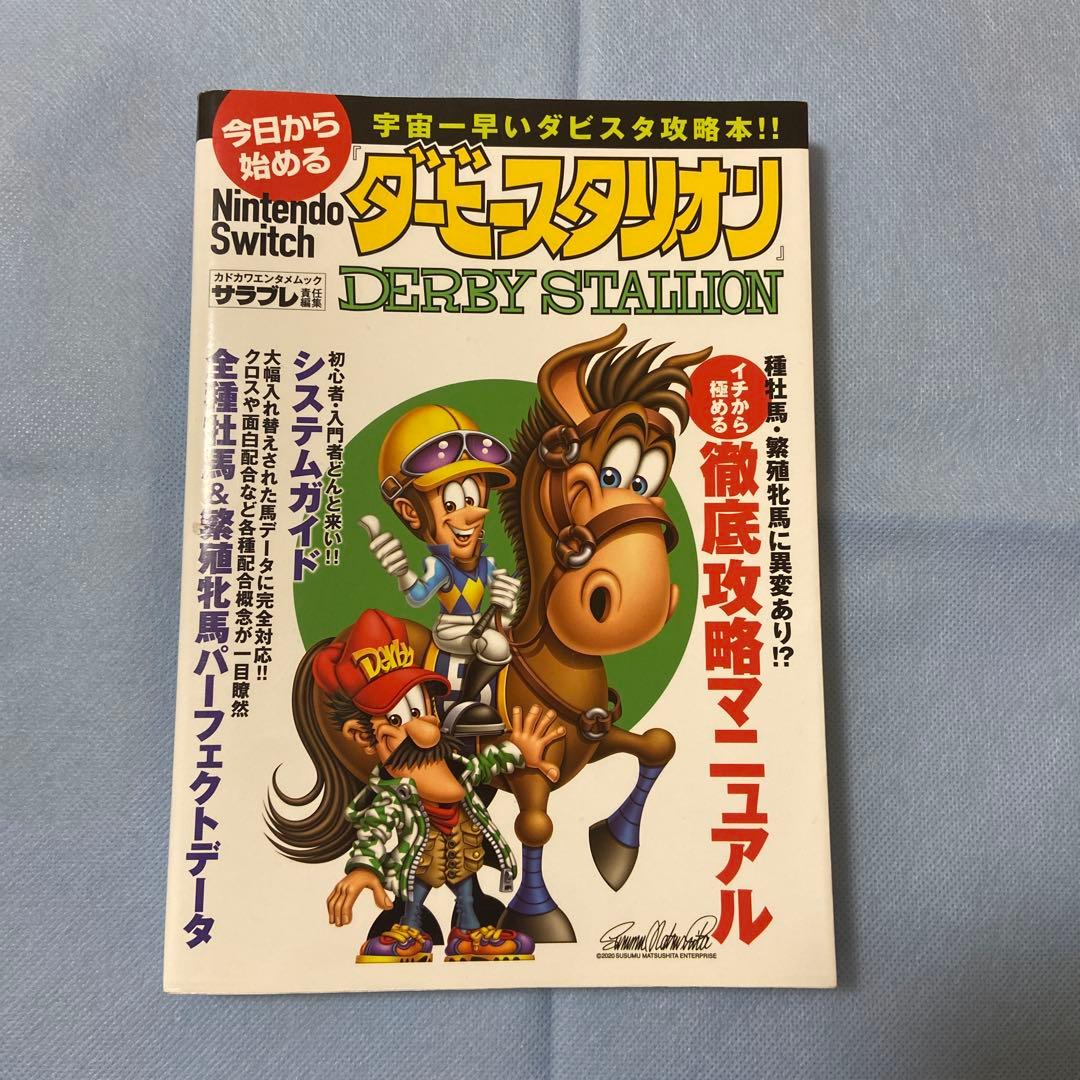 今日から
始める
宇宙一早いダビスタ攻略本!!
Nintendo
Switch
『ダービースタリオン』
DERBY STALLION
カドカワエンタメムック
サラブレ責任編集
種牡馬・繁殖牝馬に異変あり!?
イチから
極める
徹底攻略マニュアル
初心者・入門者どんと来い!!
システムガイド
大幅入れ替えされた馬データに完全対応!!
クロスや面白配合など各種配合概念が一目瞭然
全種牡馬&繁殖牝馬パーフェクトデータ
Derby
Susumu Matsushita
©2020 SUSUMU MATSUSHITA ENTERPRISE